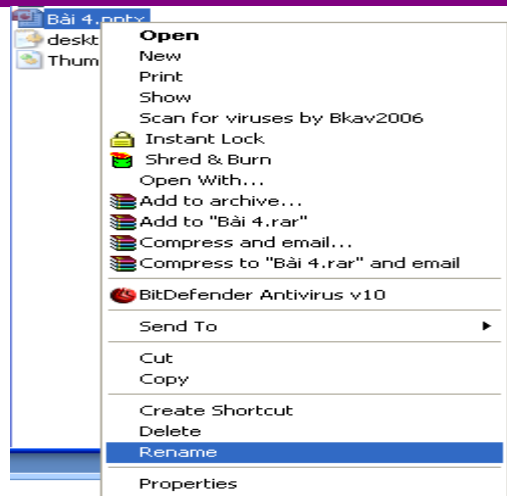 Bài 4.pptx
deskt
Thum
Open
New
Print
Show
Scan for viruses by Bkav2006
Instant Lock
Shred & Burn
Open With...
Add to archive...
Add to "Bài 4.rar"
Compress and email...
Compress to "Bài 4.rar" and email
BitDefender Antivirus v10
Send To
Cut
Copy
Create Shortcut
Delete
Rename
Properties